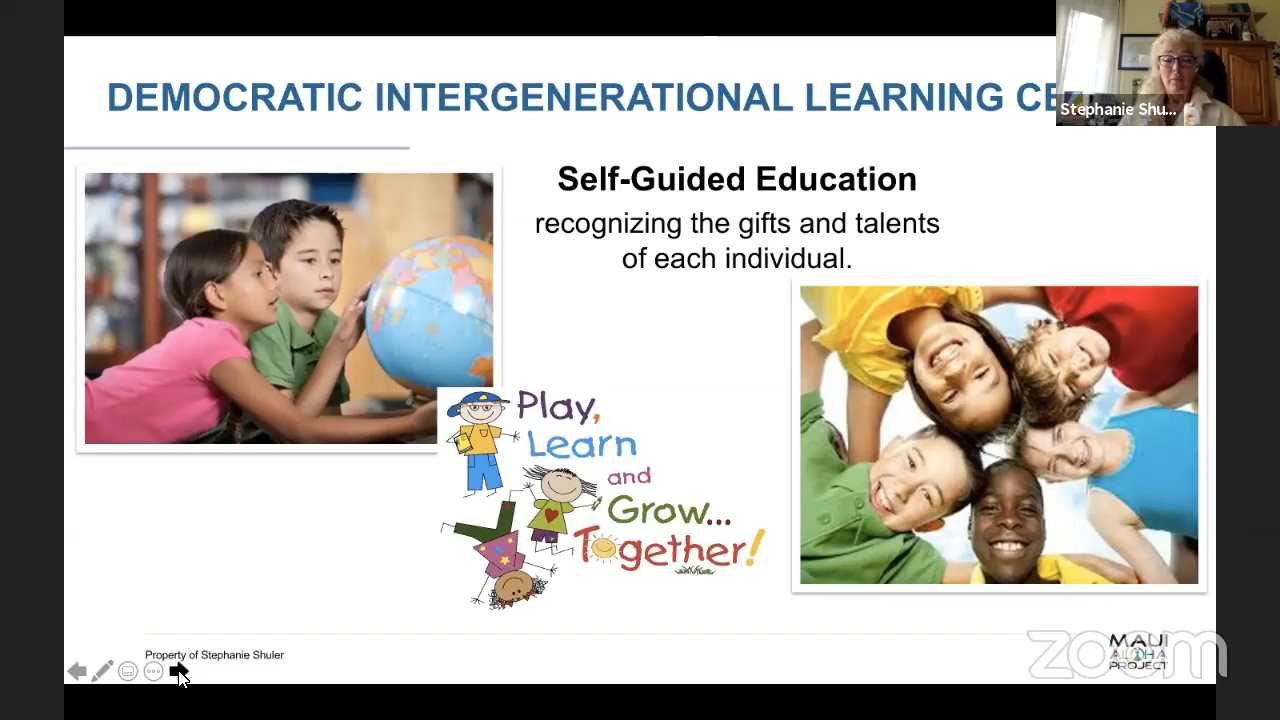 DEMOCRATIC INTERGENERATIONAL LEARNING CE
Stephanie Shu...
Self-Guided Education
recognizing the gifts and talents
of each individual.
Play,
Learn
and
Grow...
Together!
Property of Stephanie Shuler
zoom
MAUI
ALOHA
PROJECT